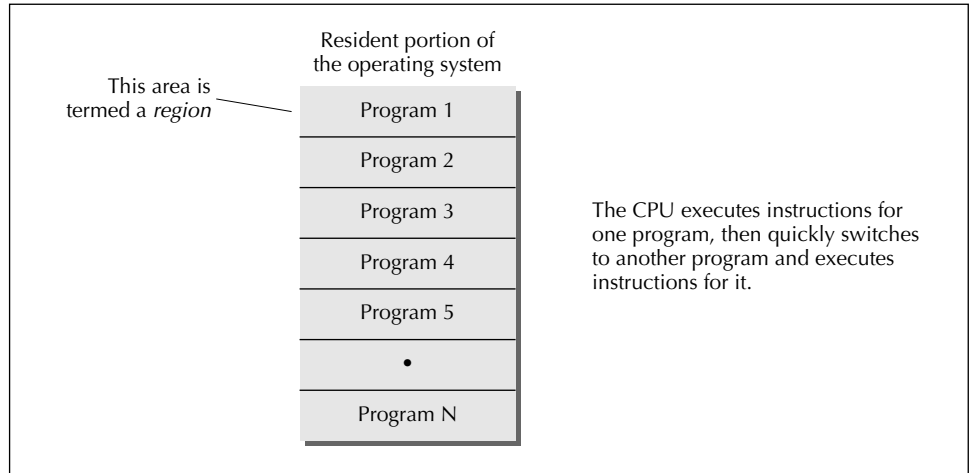 Resident portion of
the operating system
This area is
termed a region
Program 1
Program 2
Program 3
Program 4
Program 5
•
Program N
The CPU executes instructions for
one program, then quickly switches
to another program and executes
instructions for it.